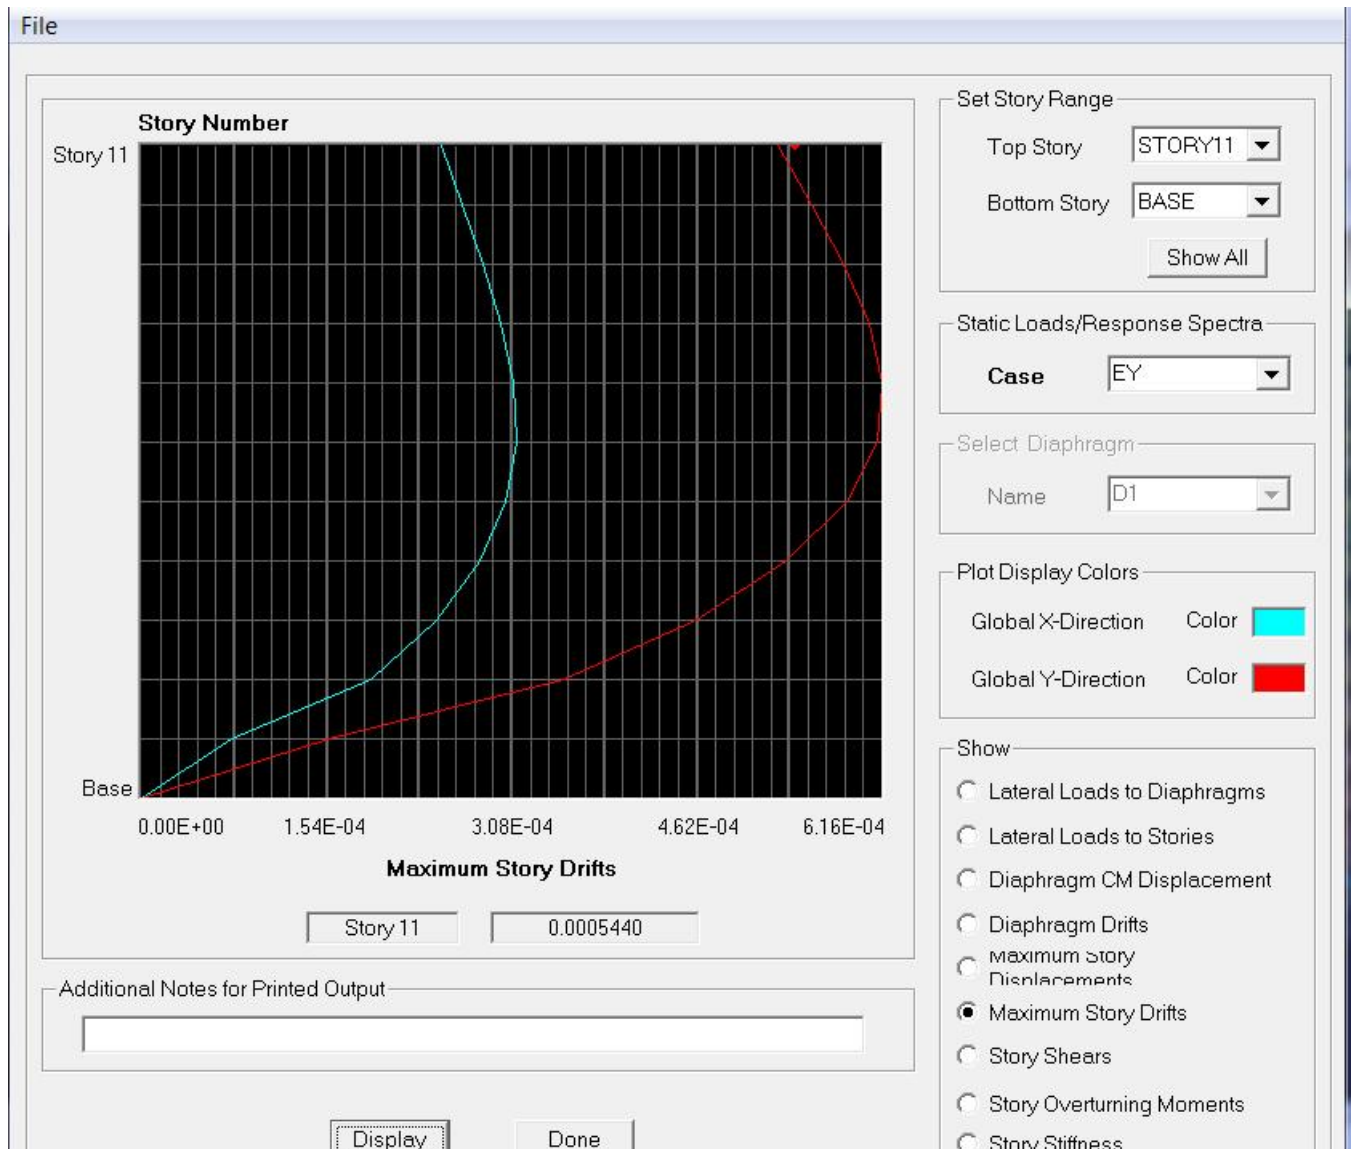 File
Story Number
Story 11
Base
0.00E+00 1.54E-04 3.08E-04 4.62E-04 6.16E-04
Maximum Story Drifts
Story 11 0.0005440
Additional Notes for Printed Output
Display Done
Set Story Range
Top Story STORY11
Bottom Story BASE
Show All
Static Loads/Response Spectra
Case EY
Select Diaphragm
Name D1
Plot Display Colors
Global X-Direction Color
Global Y-Direction Color
Show
Lateral Loads to Diaphragms
Lateral Loads to Stories
Diaphragm CM Displacement
Diaphragm Drifts
Maximum Story
Displacements
Maximum Story Drifts
Story Shears
Story Overturning Moments
Story Stiffness